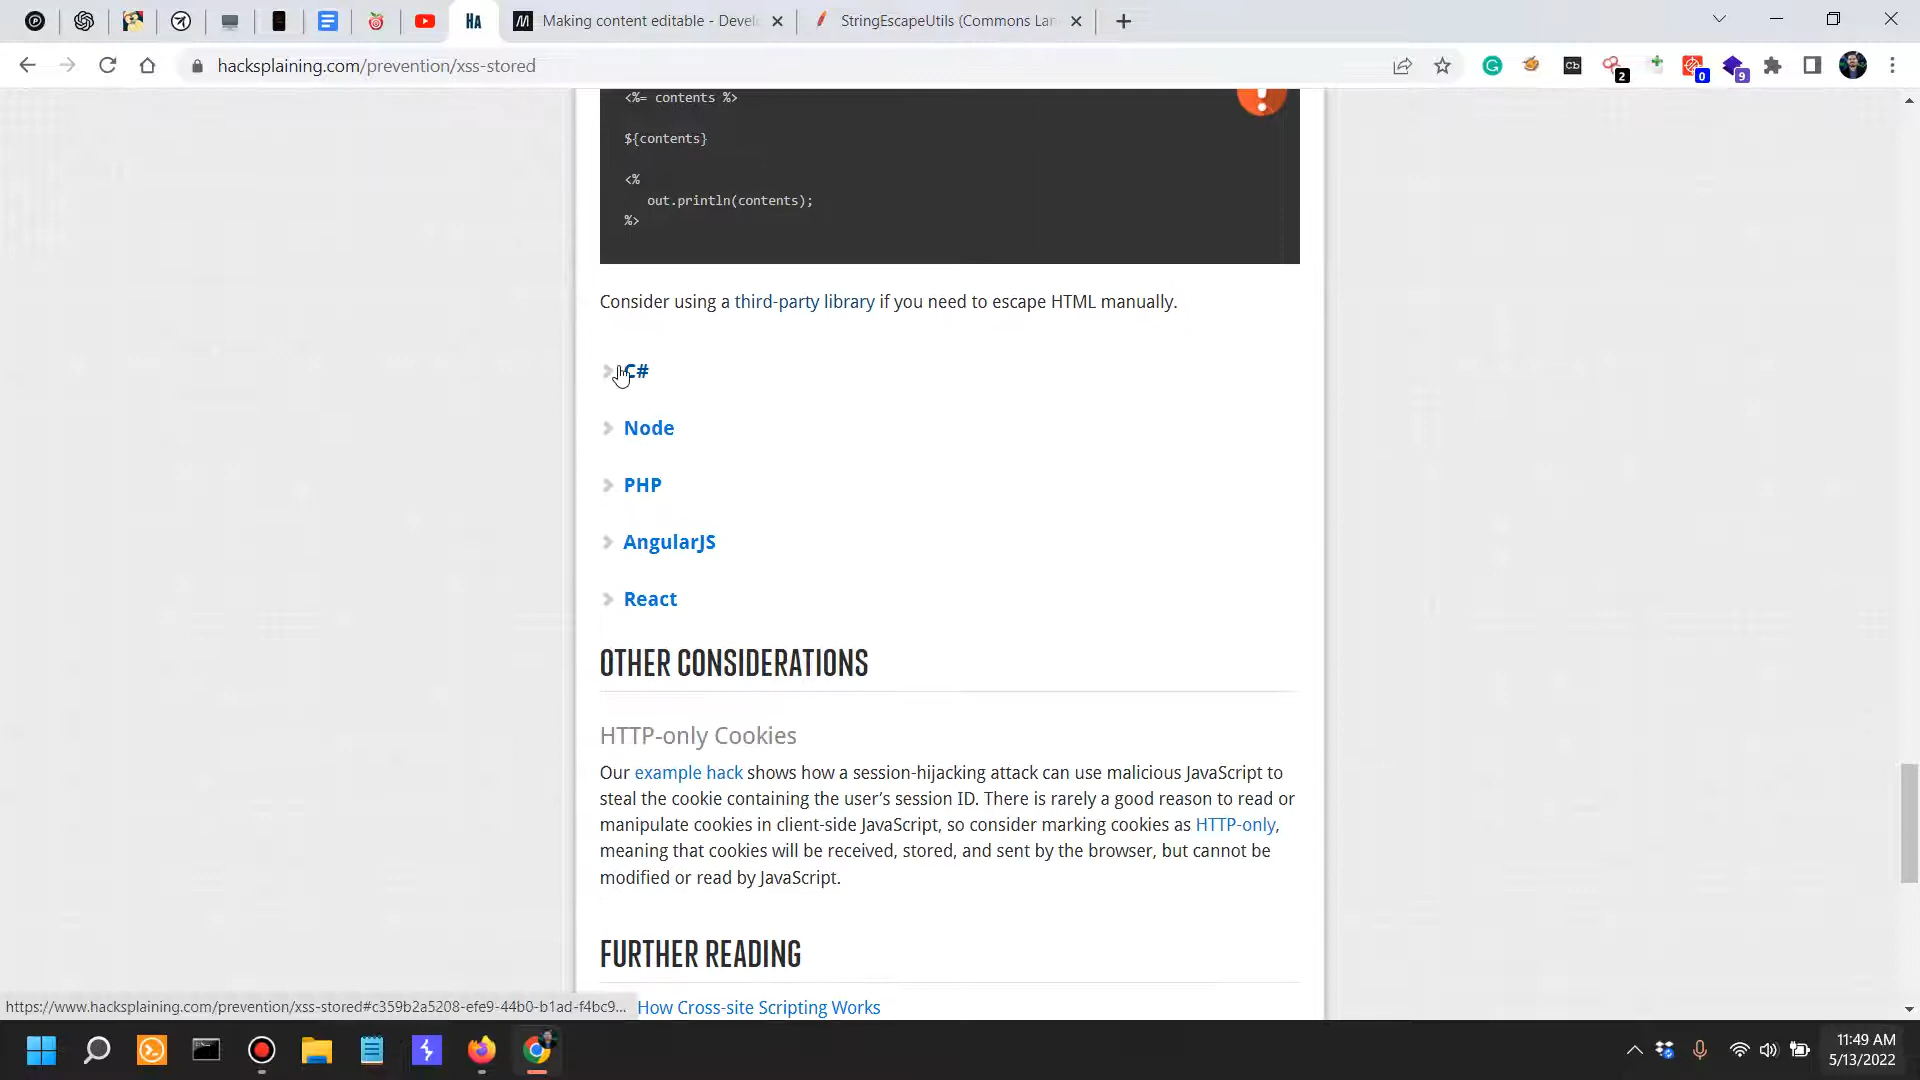 HA
Making content editable - Devel
StringEscapeUtils (Commons Lan
hacksplaining.com/prevention/xss-stored
Cb
2
0
9
<%= contents %>
${contents}
<%
out.println(contents);
%>
Consider using a third-party library if you need to escape HTML manually.
C#
Node
PHP
AngularJS
React
OTHER CONSIDERATIONS
HTTP-only Cookies
Our example hack shows how a session-hijacking attack can use malicious JavaScript to
steal the cookie containing the user’s session ID. There is rarely a good reason to read or
manipulate cookies in client-side JavaScript, so consider marking cookies as HTTP-only,
meaning that cookies will be received, stored, and sent by the browser, but cannot be
modified or read by JavaScript.
FURTHER READING
How Cross-site Scripting Works
https://www.hacksplaining.com/prevention/xss-stored#c359b2a5208-efe9-44b0-b1ad-f4bc9...
11:49 AM
5/13/2022